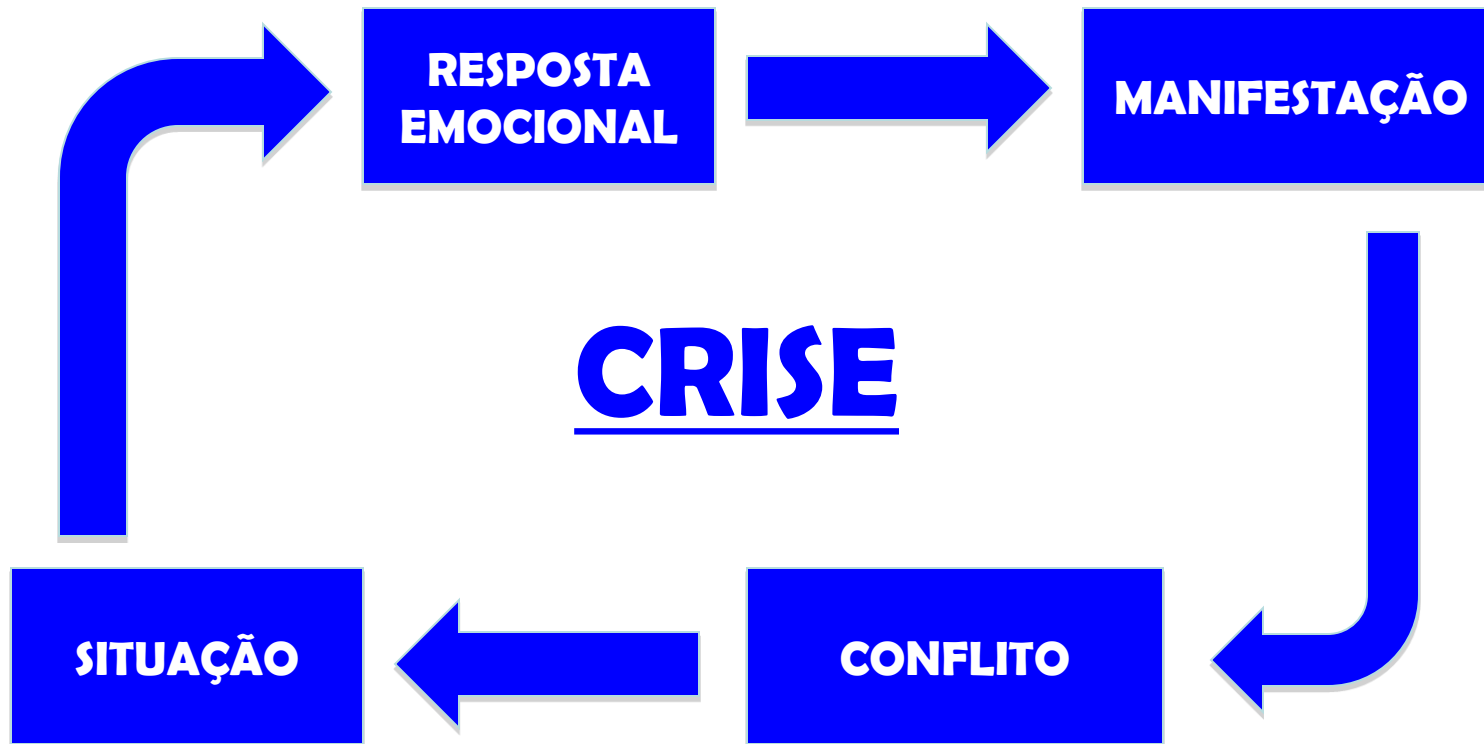 RESPOSTA
EMOCIONAL
MANIFESTAÇÃO
CRISE
SITUAÇÃO
CONFLITO